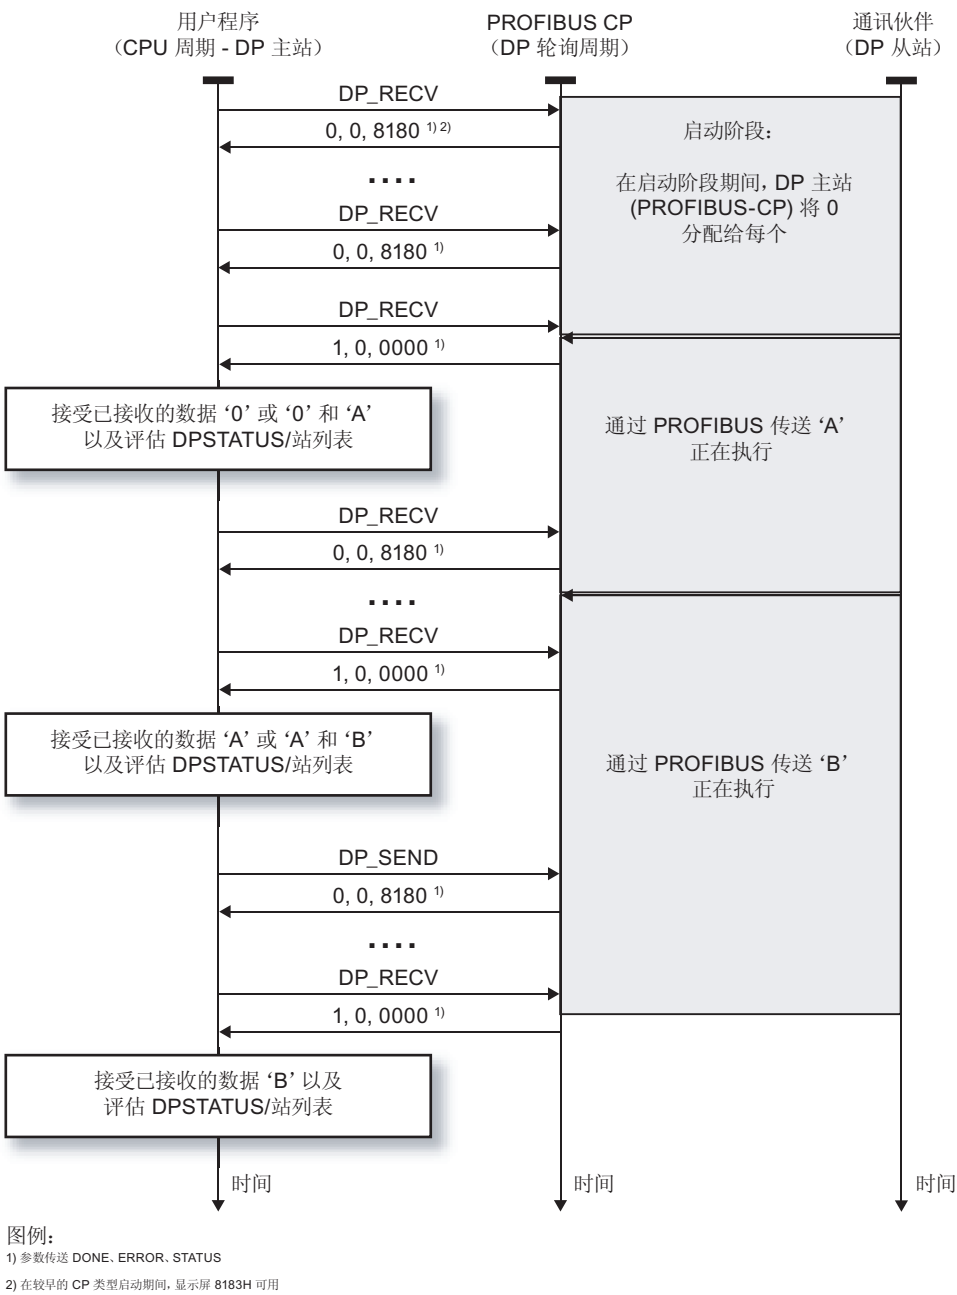 用户程序
（CPU 周期 - DP 主站）
PROFIBUS CP
（DP 轮询周期）
通讯伙伴
（DP 从站）
DP_RECV
0, 0, 8180 1) 2)
....
DP_RECV
0, 0, 8180 1)
DP_RECV
1, 0, 0000 1)
启动阶段：
在启动阶段期间，DP 主站
(PROFIBUS-CP) 将 0
分配给每个
接受已接收的数据 ‘0’ 或 ‘0’ 和 ‘A’
以及评估 DPSTATUS/站列表
通过 PROFIBUS 传送 ‘A’
正在执行
DP_RECV
0, 0, 8180 1)
....
DP_RECV
1, 0, 0000 1)
接受已接收的数据 ‘A’ 或 ‘A’ 和 ‘B’
以及评估 DPSTATUS/站列表
通过 PROFIBUS 传送 ‘B’
正在执行
DP_SEND
0, 0, 8180 1)
....
DP_RECV
1, 0, 0000 1)
接受已接收的数据 ‘B’ 以及
评估 DPSTATUS/站列表
时间
时间
时间
图例：
1) 参数传送 DONE、ERROR、STATUS
2) 在较早的 CP 类型启动期间，显示屏 8183H 可用